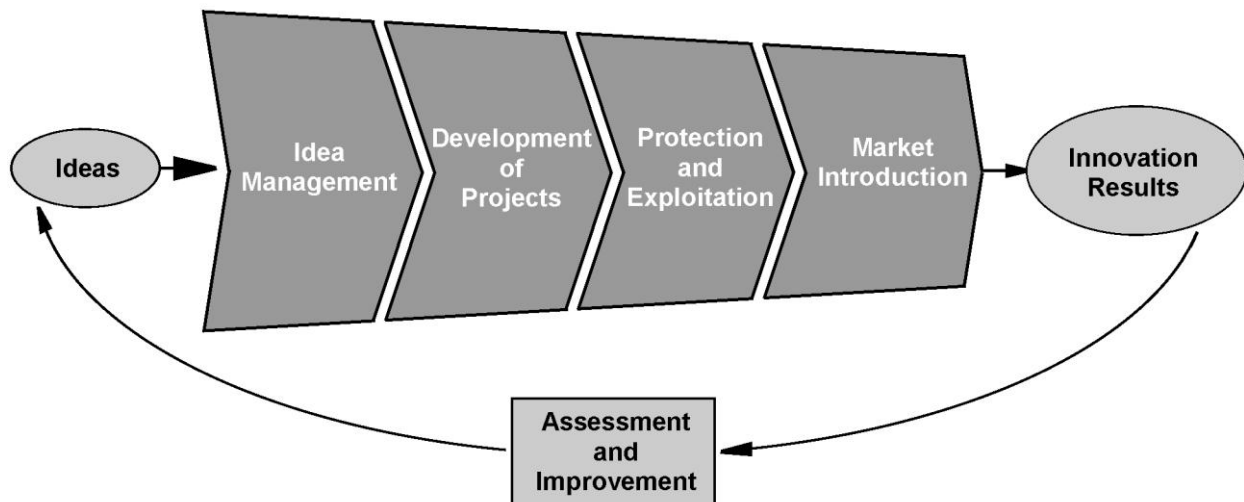 Ideas
Idea
Management
Development
of
Projects
Protection
and
Exploitation
Market
Introduction
Innovation
Results
Assessment
and
Improvement